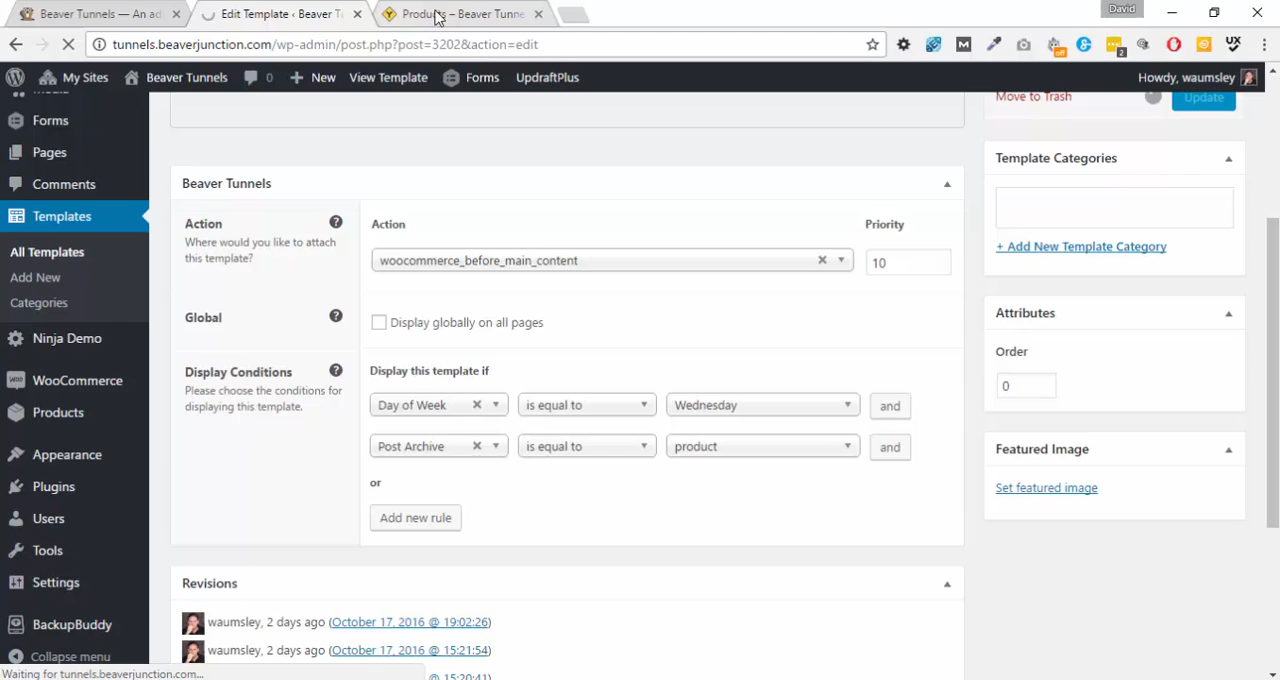 Beaver Tunnels — An ad
Edit Template ‹ Beaver T
Products – Beaver Tunne
David
tunnels.beaverjunction.com/wp-admin/post.php?post=3202&action=edit
My Sites Beaver Tunnels 0 New View Template Forms UpdraftPlus Howdy, waumsley
Media
Forms
Pages
Comments
Templates
All Templates
Add New
Categories
Ninja Demo
WooCommerce
Products
Appearance
Plugins
Users
Tools
Settings
BackupBuddy
Collapse menu
Beaver Tunnels
Action
Where would you like to attach
this template?
Action Priority
woocommerce_before_main_content 10
Global
Display globally on all pages
Display Conditions
Please choose the conditions for
displaying this template.
Display this template if
Day of Week is equal to Wednesday and
Post Archive is equal to product and
or
Add new rule
Revisions
waumsley, 2 days ago (October 17, 2016 @ 19:02:26)
waumsley, 2 days ago (October 17, 2016 @ 15:21:54)
@ 15:20:41)
Move to Trash Update
Template Categories
+ Add New Template Category
Attributes
Order
0
Featured Image
Set featured image
Waiting for tunnels.beaverjunction.com...